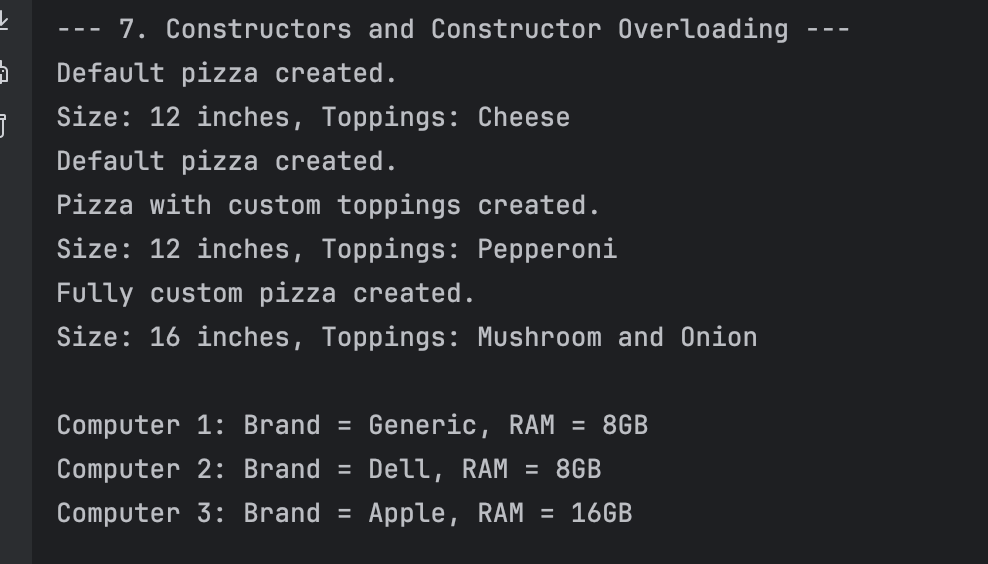 --- 7. Constructors and Constructor Overloading ---
Default pizza created.
Size: 12 inches, Toppings: Cheese
Default pizza created.
Pizza with custom toppings created.
Size: 12 inches, Toppings: Pepperoni
Fully custom pizza created.
Size: 16 inches, Toppings: Mushroom and Onion
Computer 1: Brand = Generic, RAM = 8GB
Computer 2: Brand = Dell, RAM = 8GB
Computer 3: Brand = Apple, RAM = 16GB